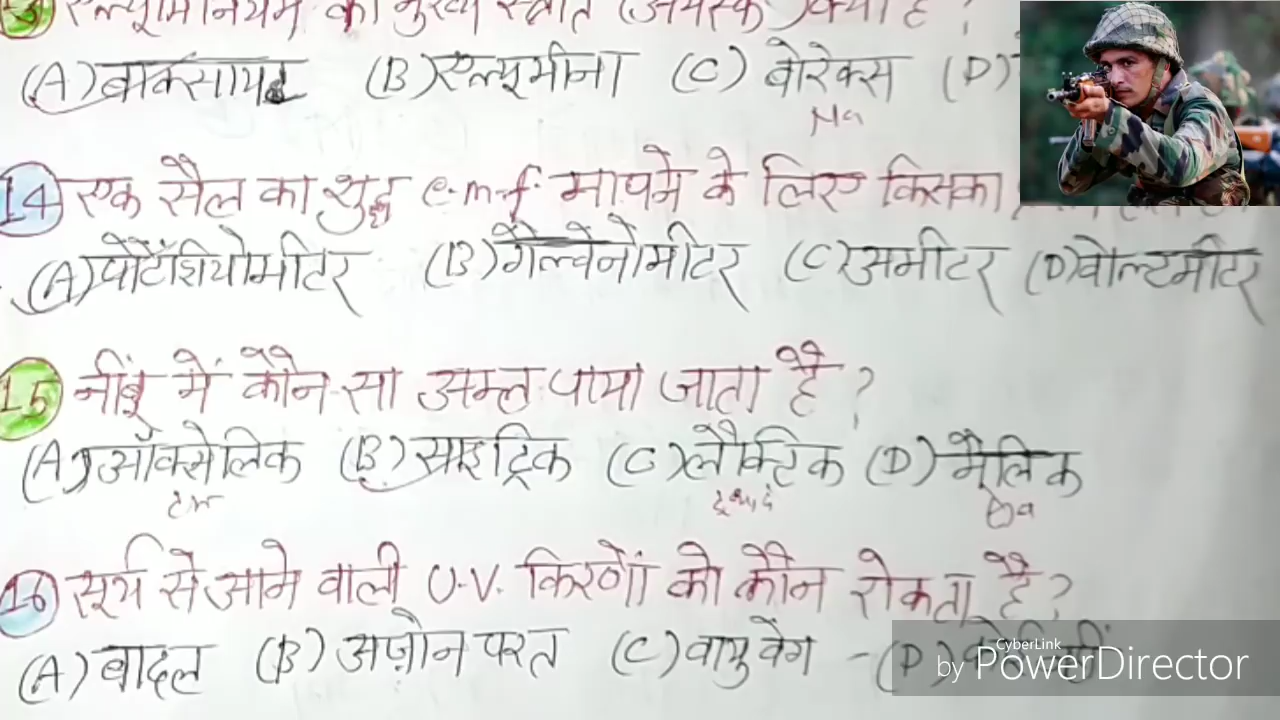 एल्यूमिनियम का मुख्य स्त्रोत (अयस्क) क्या है ?
(A) बाक्साइट (B) एल्यूमीना (C) बोरेक्स (D)
Na
14 एक सैल का शुद्ध e.m.f. मापने के लिए किसका
(A) पोटेंशियोमीटर (B) गैल्वेनोमीटर (C) अमीटर (D) वोल्टमीटर
15 नींबू में कौन-सा अम्ल पाया जाता है ?
(A) ऑक्सेलिक (B) साइट्रिक (C) लैक्टिक (D) मैलिक
16 सूर्य से आने वाली U.V. किरणों को कौन रोकता है ?
(A) बादल (B) ओज़ोन परत (C) वायु वेग (D)
CyberLink
by PowerDirector